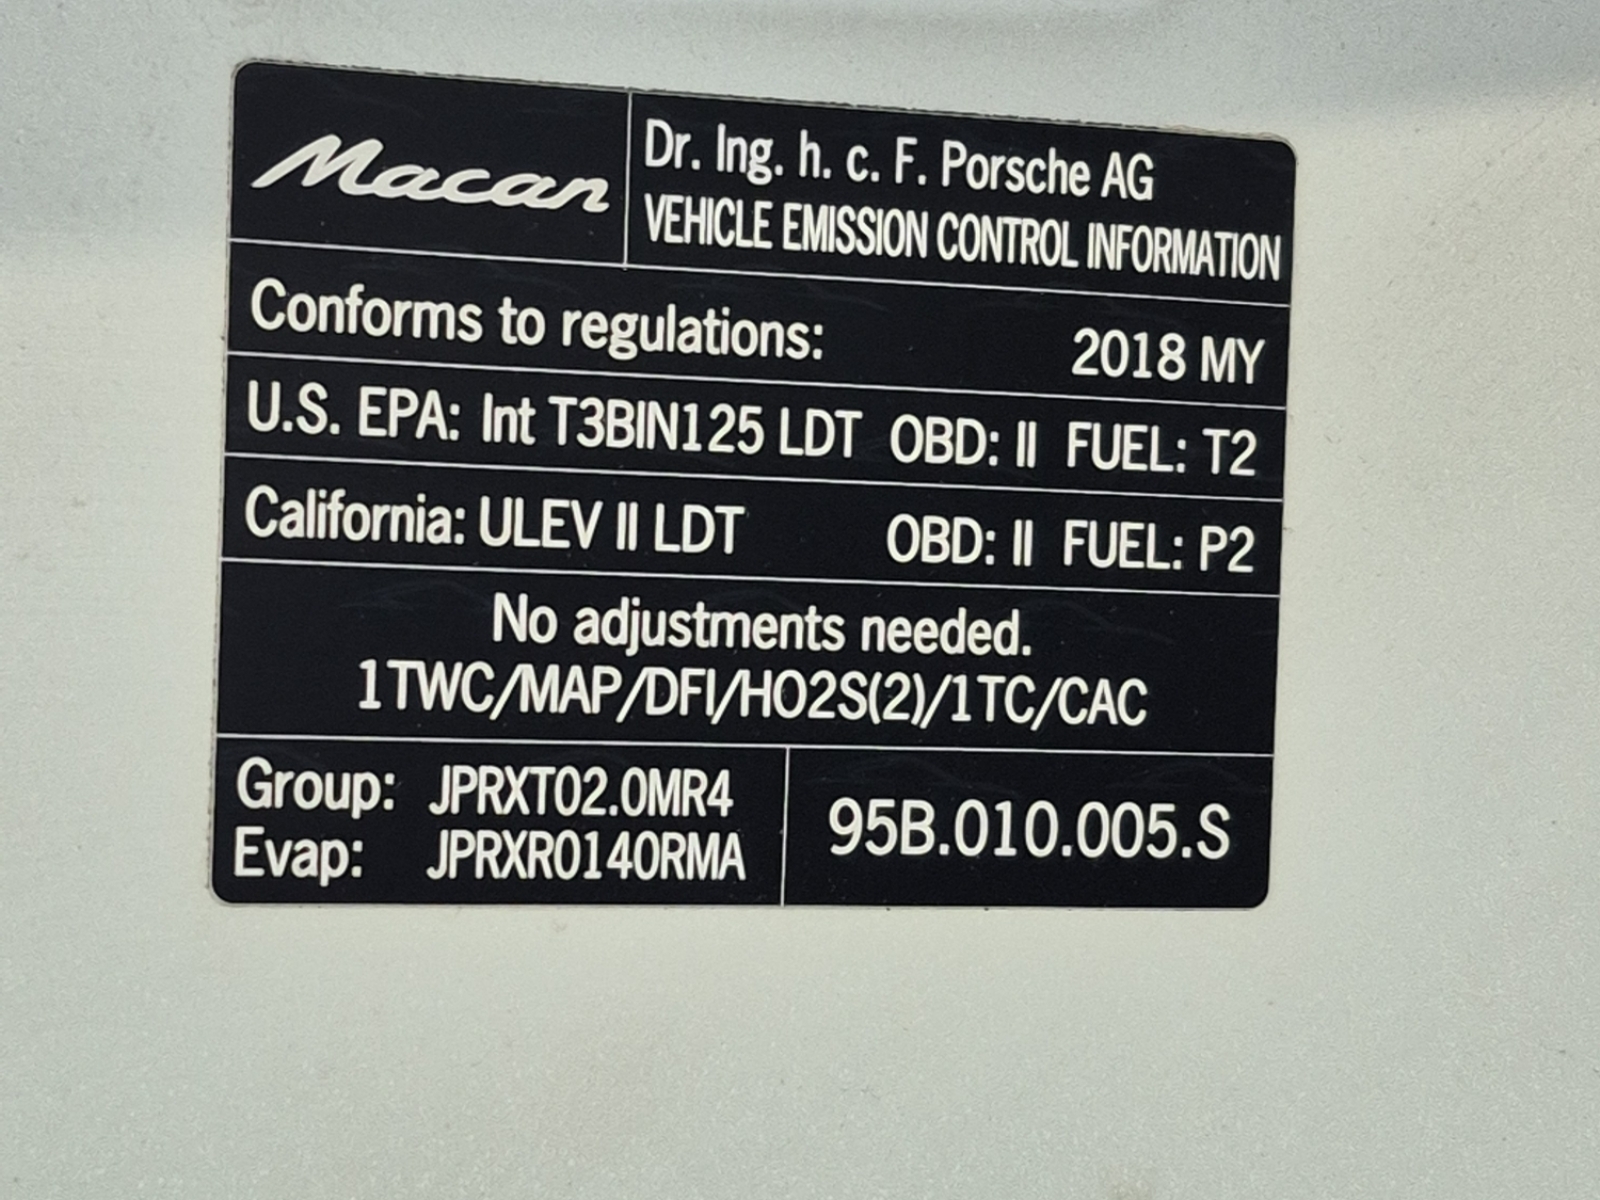 Macan
Dr. Ing. h. c. F. Porsche AG
VEHICLE EMISSION CONTROL INFORMATION
Conforms to regulations: 2018 MY
U.S. EPA: Int T3BIN125 LDT OBD: II FUEL: T2
California: ULEV II LDT OBD: II FUEL: P2
No adjustments needed.
1TWC/MAP/DFI/HO2S(2)/1TC/CAC
Group: JPRXT02.0MR4
Evap: JPRXR0140RMA
95B.010.005.S